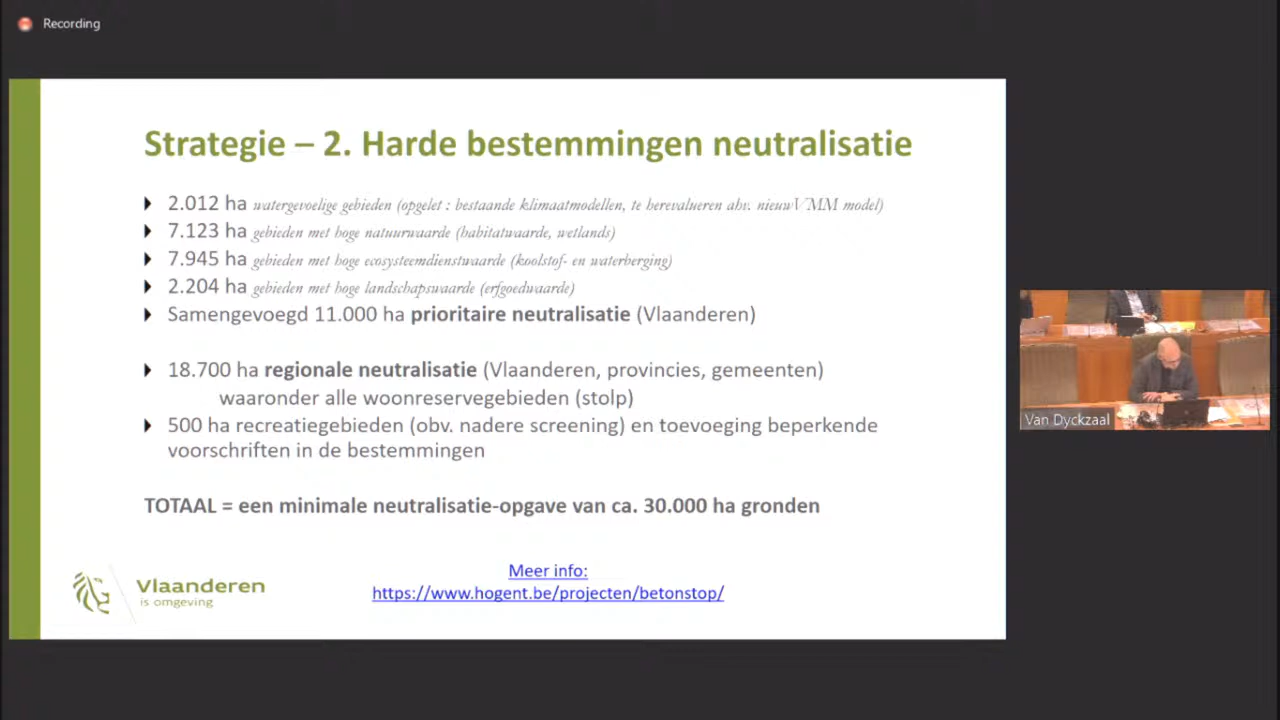 Recording
Strategie – 2. Harde bestemmingen neutralisatie
2.012 ha watergevoelige gebieden (opgelet : bestaande klimaatmodellen, te herevalueren ahv. nieuw VMM model)
7.123 ha gebieden met hoge natuurwaarde (habitatwaarde, wetlands)
7.945 ha gebieden met hoge ecosysteemdienstwaarde (koolstof- en waterberging)
2.204 ha gebieden met hoge landschapswaarde (erfgoedwaarde)
Samengevoegd 11.000 ha prioritaire neutralisatie (Vlaanderen)
18.700 ha regionale neutralisatie (Vlaanderen, provincies, gemeenten)
waaronder alle woonreservegebieden (stolp)
500 ha recreatiegebieden (obv. nadere screening) en toevoeging beperkende
voorschriften in de bestemmingen
TOTAAL = een minimale neutralisatie-opgave van ca. 30.000 ha gronden
Vlaanderen
is omgeving
Meer info:
https://www.hogent.be/projecten/betonstop/
Van Dyckzaal